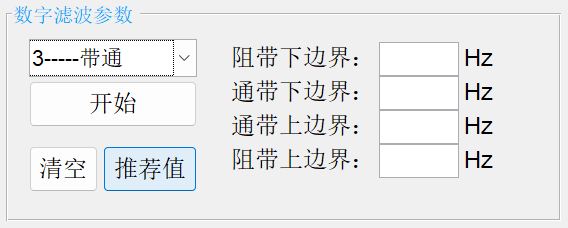 数字滤波参数
3-----带通
开始
清空 推荐值
阻带下边界： Hz
通带下边界： Hz
通带上边界： Hz
阻带上边界： Hz